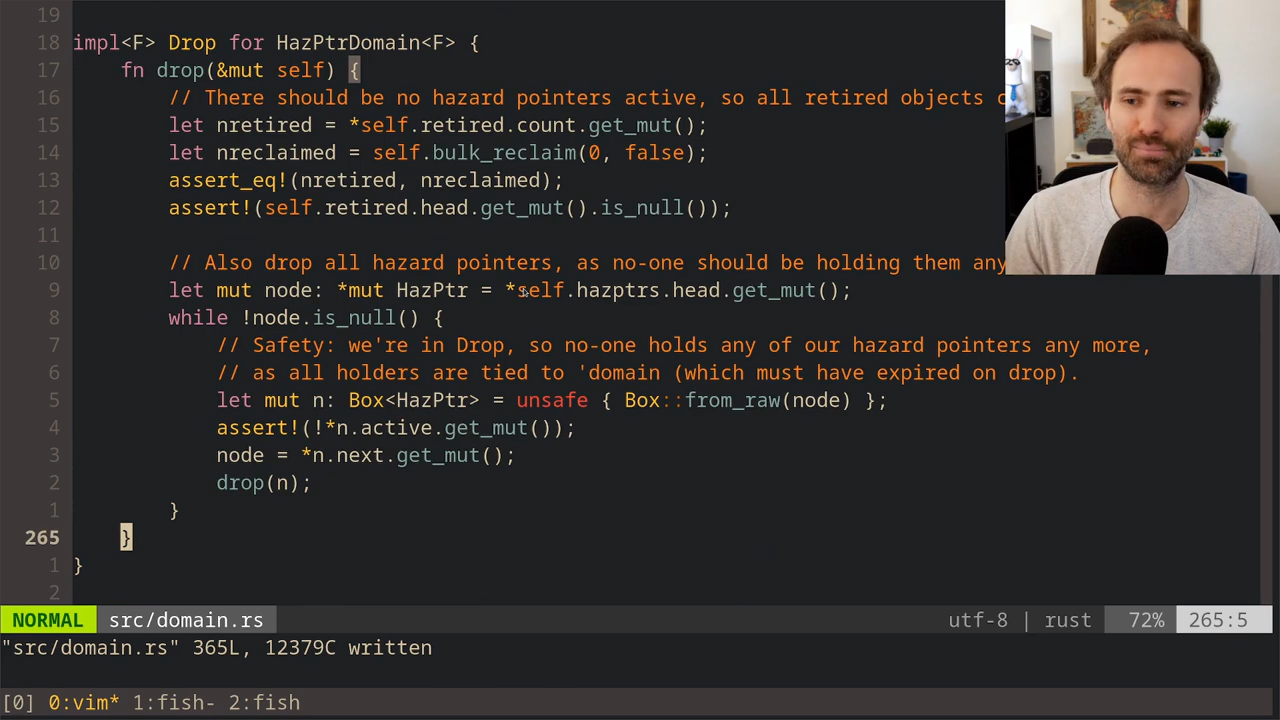 19
18 impl<F> Drop for HazPtrDomain<F> {
17     fn drop(&mut self) {
16         // There should be no hazard pointers active, so all retired objects
15         let nretired = *self.retired.count.get_mut();
14         let nreclaimed = self.bulk_reclaim(0, false);
13         assert_eq!(nretired, nreclaimed);
12         assert!(self.retired.head.get_mut().is_null());
11
10         // Also drop all hazard pointers, as no-one should be holding them any
9         let mut node: *mut HazPtr = *self.hazptrs.head.get_mut();
8         while !node.is_null() {
7             // Safety: we're in Drop, so no-one holds any of our hazard pointers any more,
6             // as all holders are tied to 'domain (which must have expired on drop).
5             let mut n: Box<HazPtr> = unsafe { Box::from_raw(node) };
4             assert!(!*n.active.get_mut());
3             node = *n.next.get_mut();
2             drop(n);
1         }
265     }
1 }
2
NORMAL src/domain.rs utf-8 | rust 72% 265:5
"src/domain.rs" 365L, 12379C written
[0] 0:vim* 1:fish- 2:fish